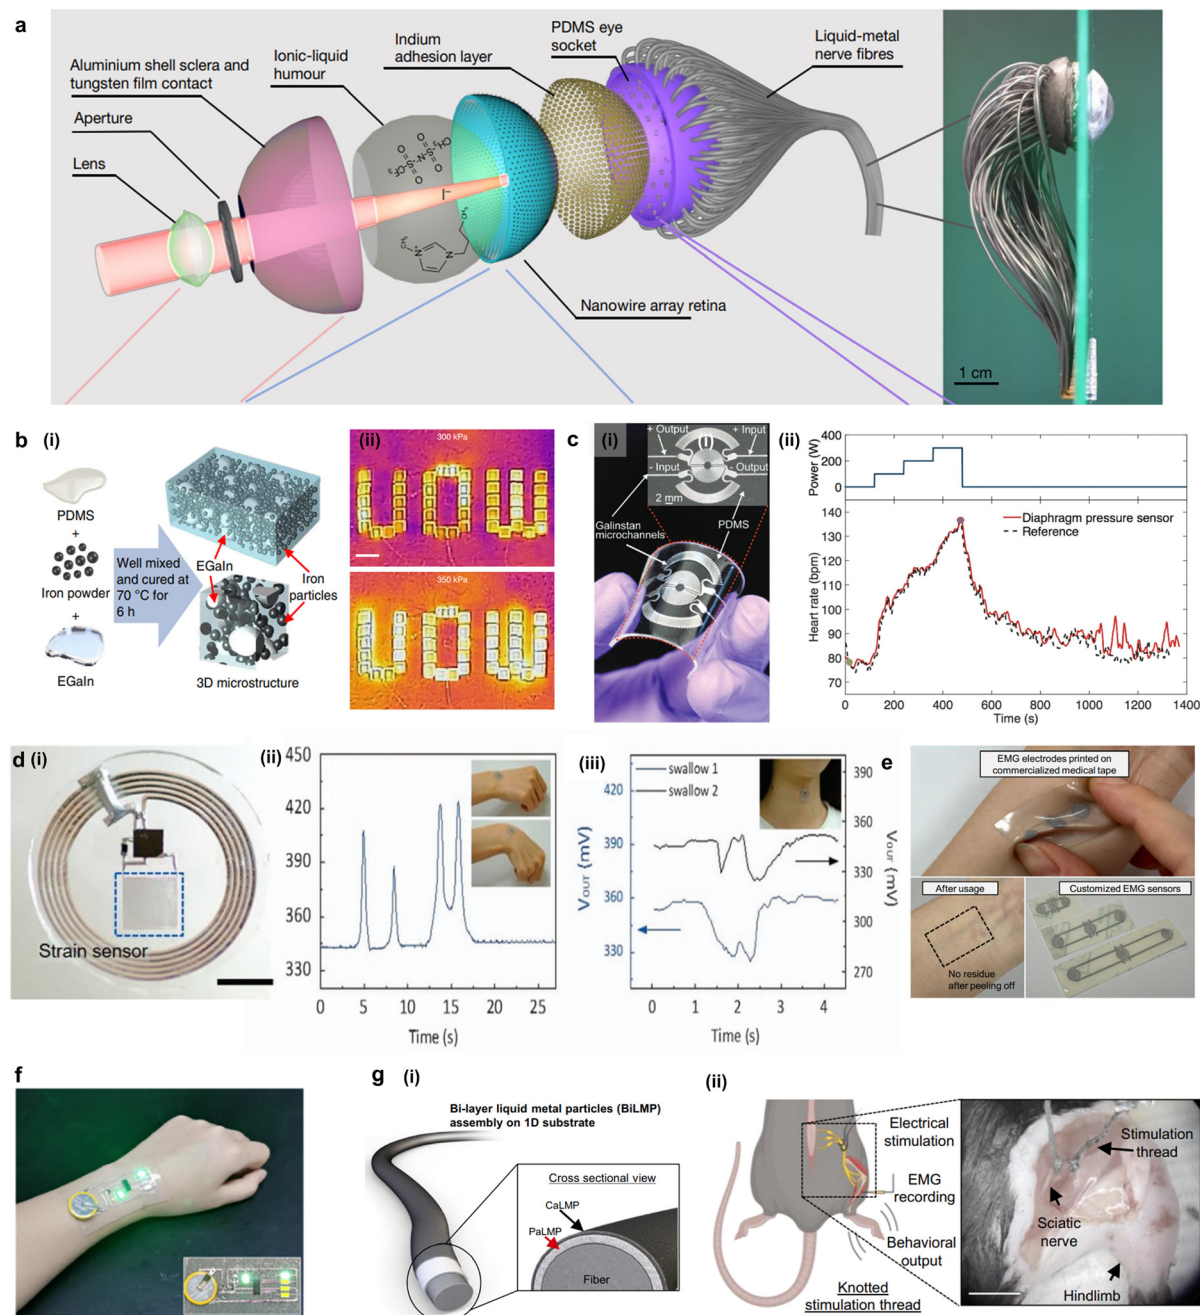 a
Aluminium shell sclera and
tungsten film contact
Aperture
Lens
Ionic-liquid
humour
Indium
adhesion layer
PDMS eye
socket
Liquid-metal
nerve fibres
CF₃
S
O
O
N
S
O
O
CH₃
I⁻
CH₃
N
+
N
CH₃
Nanowire array retina
1 cm
b (i)
PDMS
+
Iron powder
+
EGaIn
Well mixed
and cured at
70 °C for
6 h
EGaIn
Iron
particles
3D microstructure
(ii)
300 kPa
350 kPa
c (i)
+ Output
+ Input
- Input
- Output
2 mm
Galinstan
microchannels
PDMS
(ii)
Power (W)
400
200
0
Heart rate (bpm)
140
130
120
110
100
90
80
70
Diaphragm pressure sensor
Reference
0 200 400 600 800 1000 1200 1400
Time (s)
d (i)
Strain sensor
(ii)
VOUT (mV)
450
420
390
360
330
0 5 10 15 20 25
Time (s)
(iii)
swallow 1
swallow 2
VOUT (mV)
420
390
360
330
390
350
330
310
290
270
VOUT (mV)
0 1 2 3 4
Time (s)
e
EMG electrodes printed on
commercialized medical tape
After usage
No residue
after peeling off
Customized EMG sensors
f
g (i)
Bi-layer liquid metal particles (BiLMP)
assembly on 1D substrate
Cross sectional view
CaLMP
PaLMP
Fiber
(ii)
Electrical
stimulation
EMG
recording
Behavioral
output
Knotted
stimulation thread
Stimulation
thread
Sciatic
nerve
Hindlimb